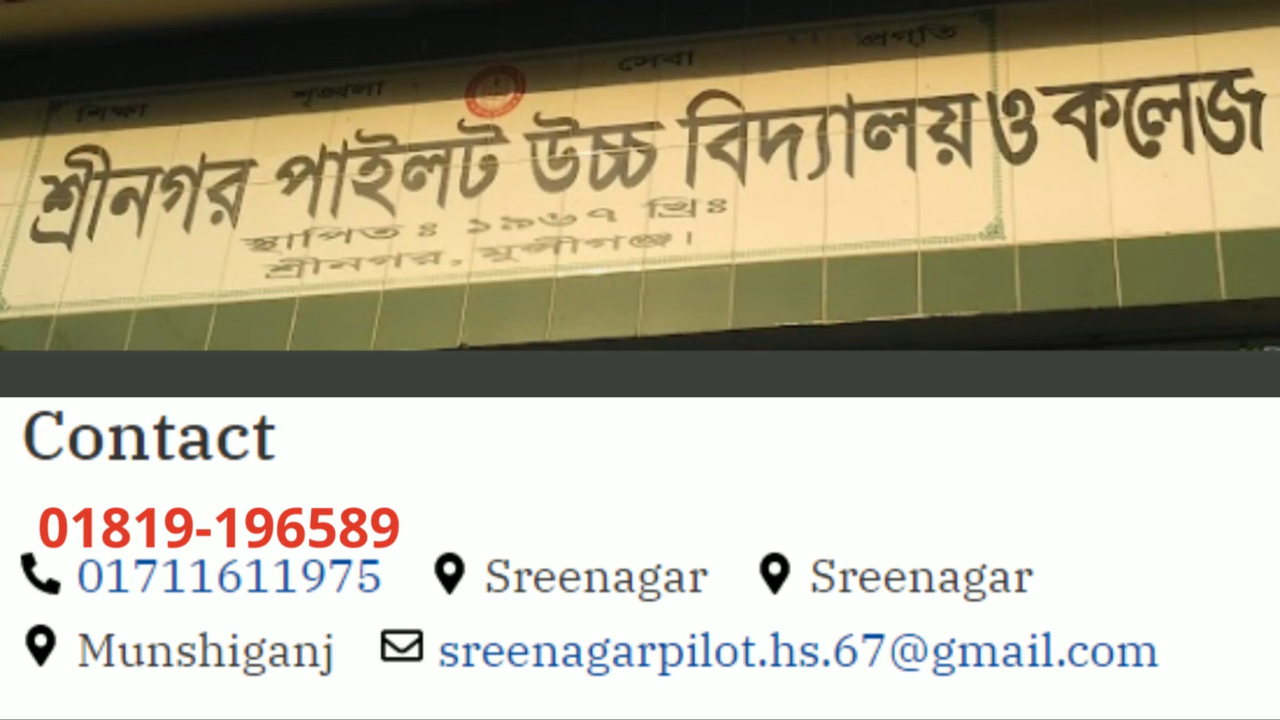 শিক্ষা শৃঙ্খলা সেবা প্রগতি
শ্রীনগর পাইলট উচ্চ বিদ্যালয় ও কলেজ
স্থাপিত ঃ ১৯৬৭ খ্রিঃ
শ্রীনগর, মুন্সীগঞ্জ।
Contact
01819-196589
01711611975 Sreenagar Sreenagar
Munshiganj sreenagarpilot.hs.67@gmail.com